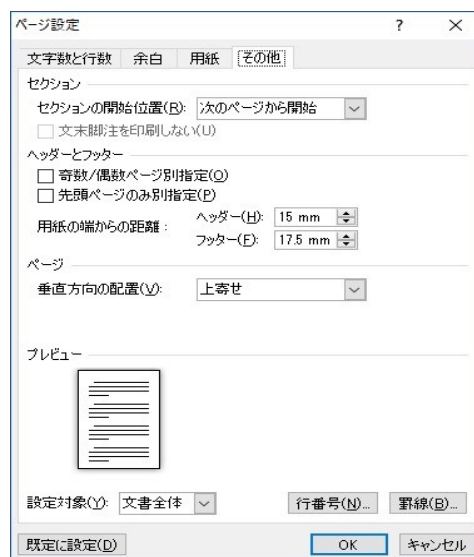 ページ設定 ? ×
文字数と行数 余白 用紙 その他
セクション
セクションの開始位置(R): 次のページから開始
文末脚注を印刷しない(U)
ヘッダーとフッター
奇数/偶数ページ別指定(O)
先頭ページのみ別指定(P)
用紙の端からの距離: ヘッダー(H): 15 mm
フッター(F): 17.5 mm
ページ
垂直方向の配置(V): 上寄せ
プレビュー
設定対象(Y): 文書全体 行番号(N)... 罫線(B)...
既定に設定(D) OK キャンセル